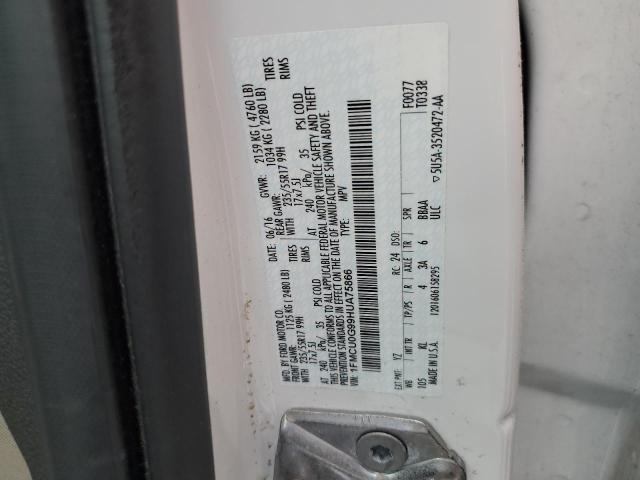 MFD. BY FORD MOTOR CO.
DATE: 06/16 GVWR: 2159 KG ( 4760 LB)
FRONT GAWR: 1125 KG ( 2480 LB) REAR GAWR: 1034 KG ( 2280 LB)
WITH 235/55R17 99H TIRES WITH 235/55R17 99H TIRES
17x7.5J RIMS 17x7.5J RIMS
AT 240 kPa/ 35 PSI COLD AT 240 kPa/ 35 PSI COLD
THIS VEHICLE CONFORMS TO ALL APPLICABLE FEDERAL MOTOR VEHICLE SAFETY AND THEFT
PREVENTION STANDARDS IN EFFECT ON THE DATE OF MANUFACTURE SHOWN ABOVE.
VIN: 1FMCU0G99HUA75866
TYPE: MPV
F0077
T0338
EXT PNT: YZ RC: 24 DSO:
WB INT TR TP/PS R AXLE TR SPR
105 KL 4 3A 6 BBAA
MADE IN U.S.A. ULC ▽5U5A-3520472-AA
120160615B295